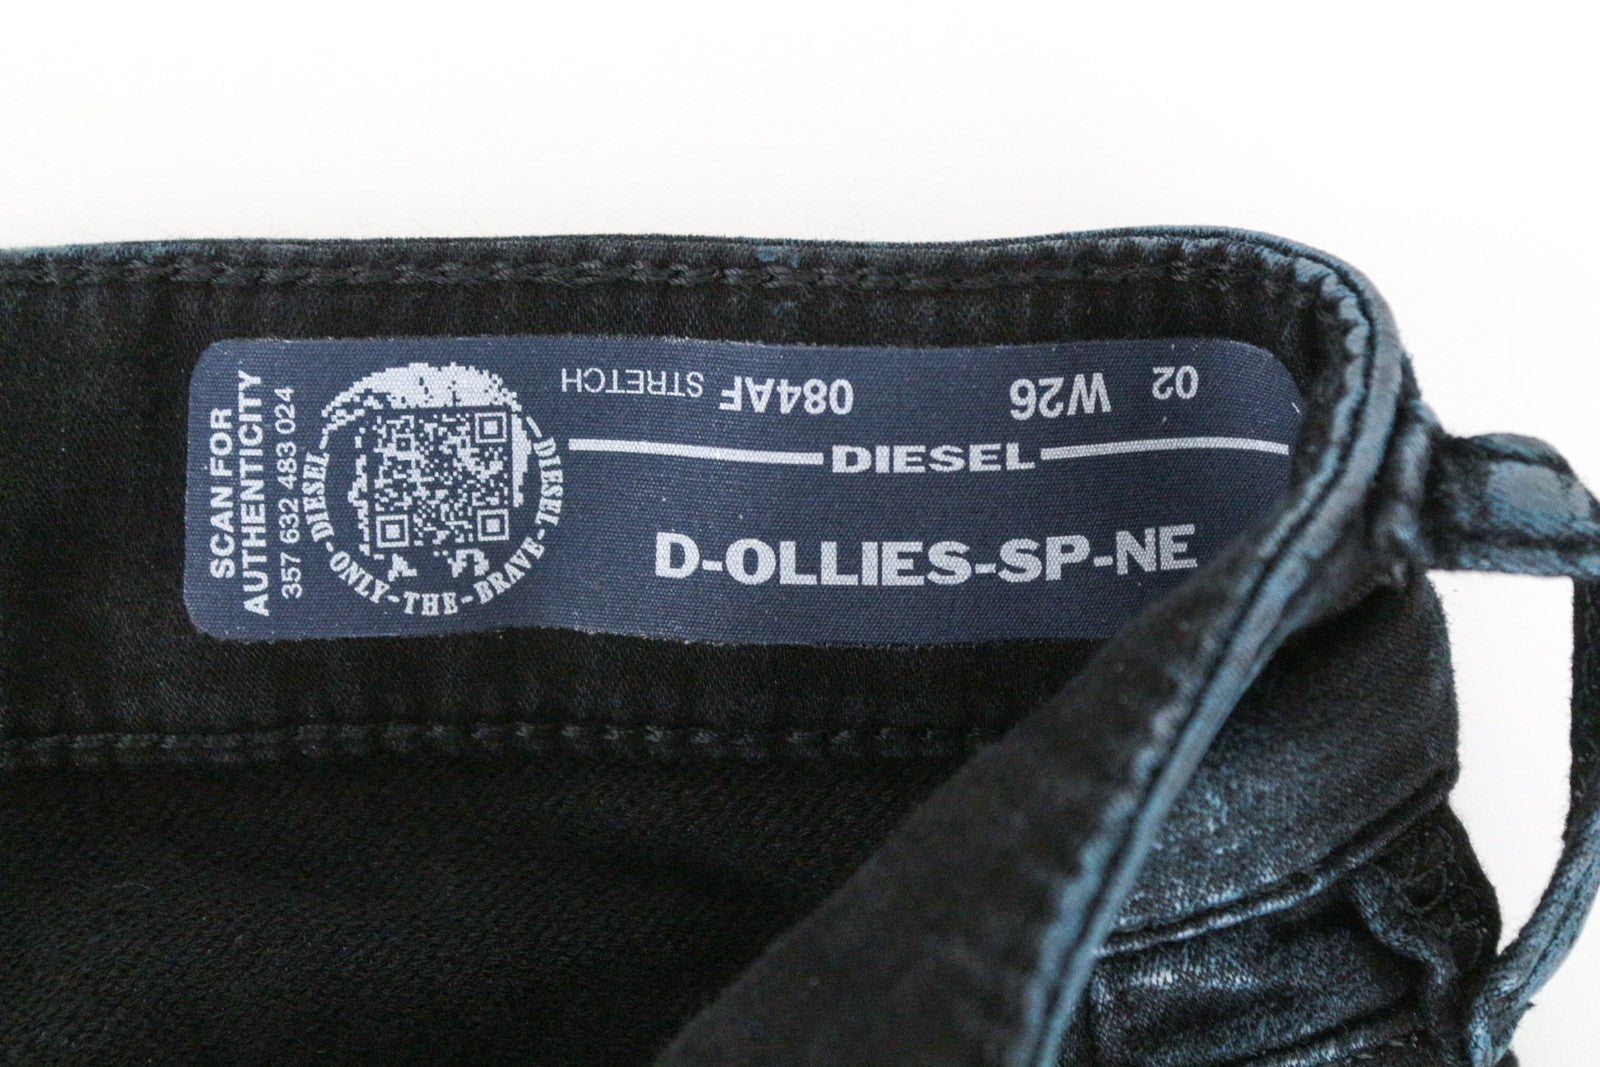 SCAN FOR
AUTHENTICITY
357 632 483 024
DIESEL-ONLY-THE-BRAVE-DIESEL
02 W26 084AF STRETCH
DIESEL
D-OLLIES-SP-NE